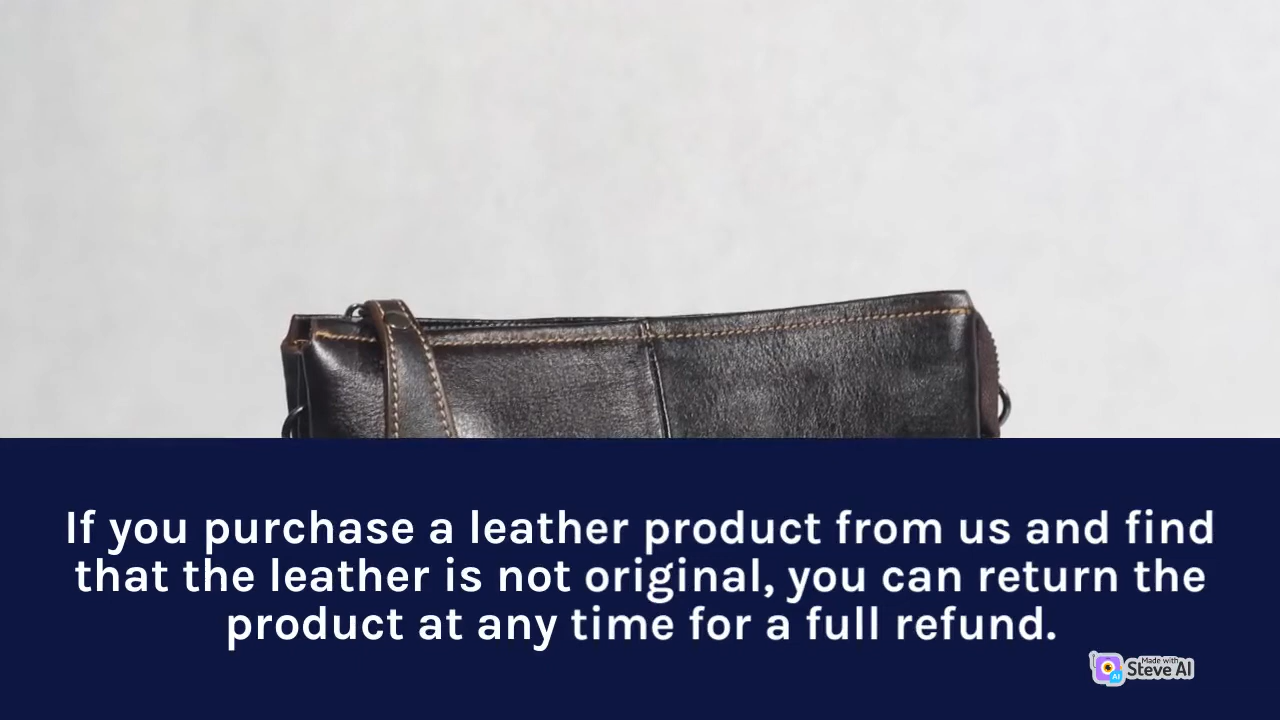 If you purchase a leather product from us and find
that the leather is not original, you can return the
product at any time for a full refund.
Made with
Steve AI
AI